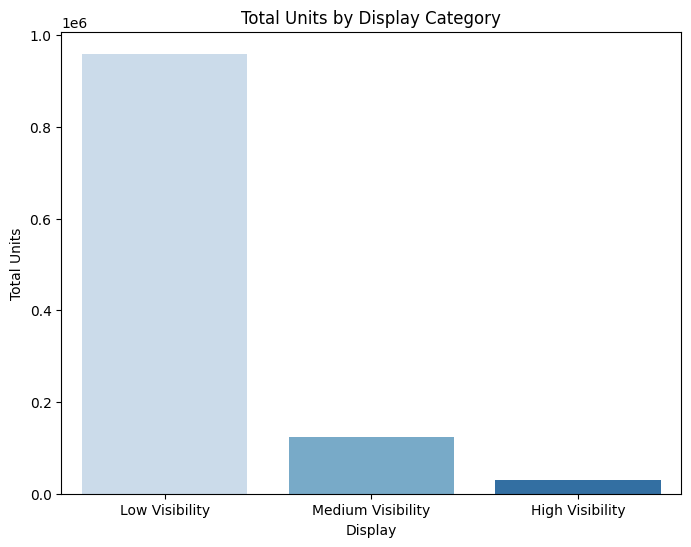 Total Units by Display Category
1e6
1.0
0.8
0.6
0.4
0.2
0.0
Total Units
Low Visibility
Medium Visibility
High Visibility
Display